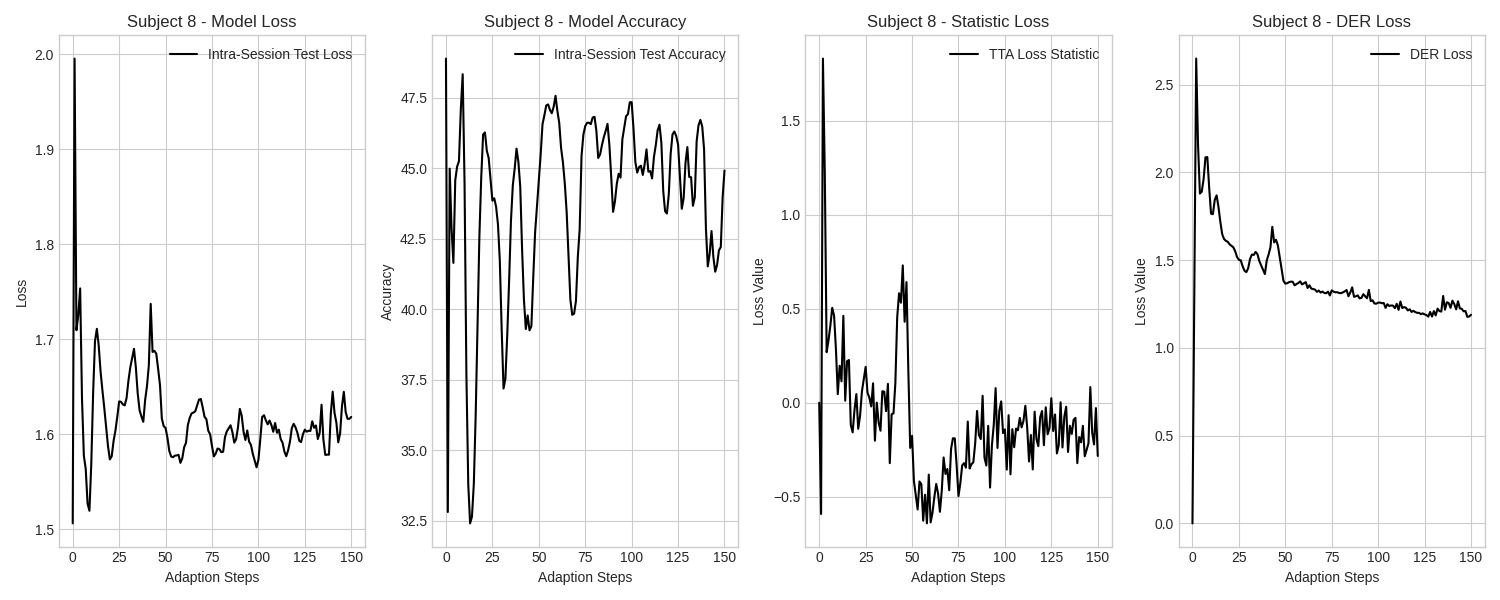 Subject 8 - Model Loss
Intra-Session Test Loss
2.0
1.9
1.8
1.7
1.6
1.5
Loss
0 25 50 75 100 125 150
Adaption Steps
Subject 8 - Model Accuracy
Intra-Session Test Accuracy
47.5
45.0
42.5
40.0
37.5
35.0
32.5
Accuracy
0 25 50 75 100 125 150
Adaption Steps
Subject 8 - Statistic Loss
TTA Loss Statistic
1.5
1.0
0.5
0.0
−0.5
Loss Value
0 25 50 75 100 125 150
Adaption Steps
Subject 8 - DER Loss
DER Loss
2.5
2.0
1.5
1.0
0.5
0.0
Loss Value
0 25 50 75 100 125 150
Adaption Steps